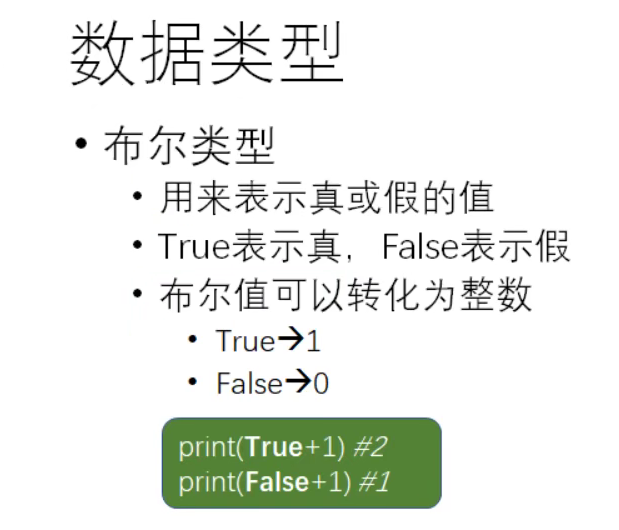 数据类型
• 布尔类型
• 用来表示真或假的值
• True表示真，False表示假
• 布尔值可以转化为整数
• True→1
• False→0
print(True+1) #2
print(False+1) #1